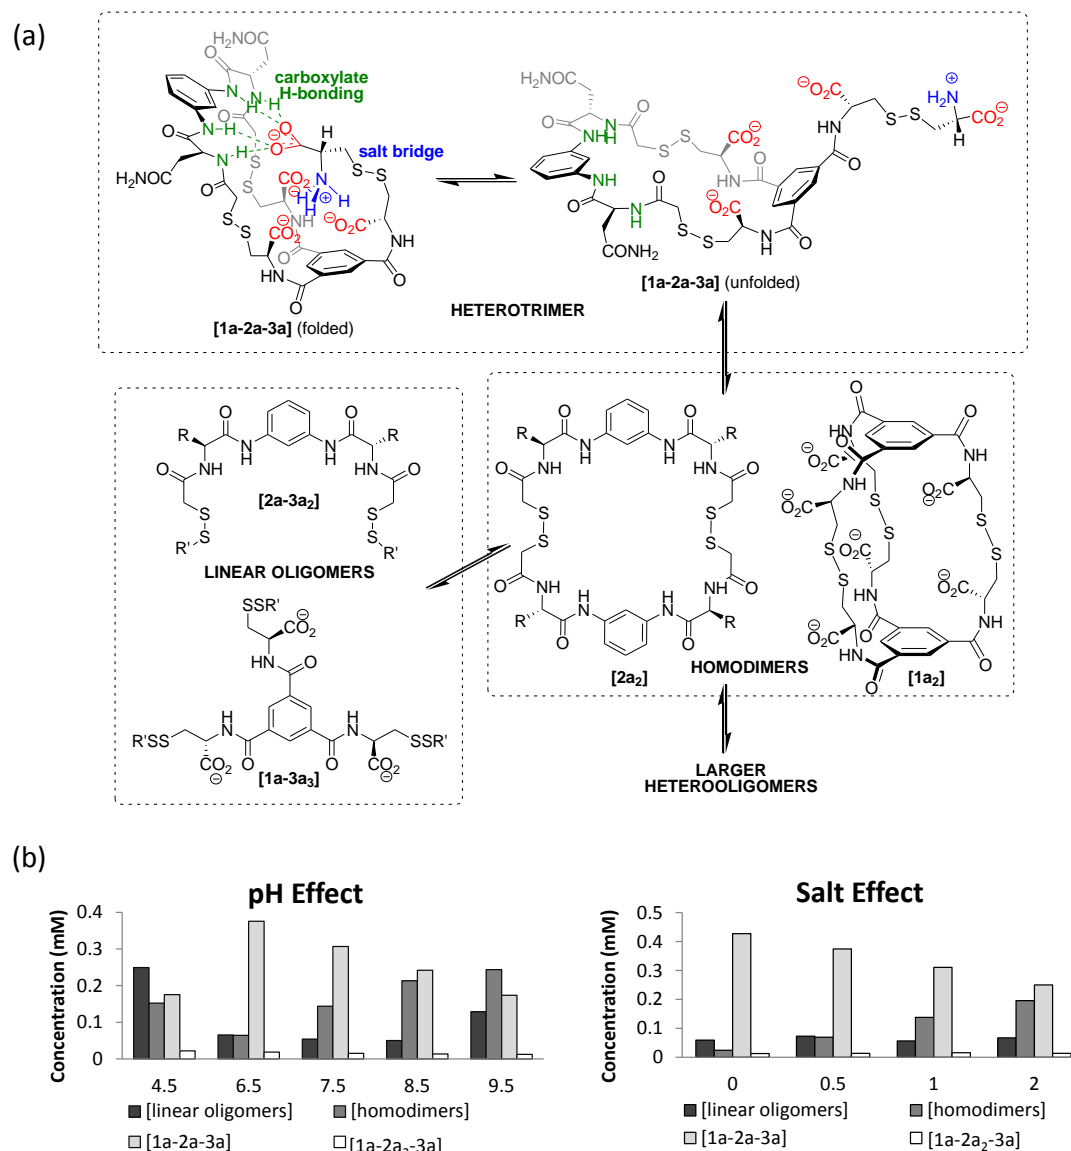 (a)
H₂NOC
carboxylate
H-bonding
salt bridge
H₂NOC
[1a-2a-3a] (folded)
HETEROTRIMER
H₂NOC
CONH₂
[1a-2a-3a] (unfolded)
[2a-3a₂]
LINEAR OLIGOMERS
[1a-3a₃]
[2a₂]
HOMODIMERS
[1a₂]
LARGER
HETEROOLIGOMERS
(b)
pH Effect
Concentration (mM)
0.4
0.3
0.2
0.1
0
4.5 6.5 7.5 8.5 9.5
[linear oligomers] [homodimers]
[1a-2a-3a] [1a-2a₂-3a]
Salt Effect
Concentration (mM)
0.5
0.4
0.3
0.2
0.1
0
0 0.5 1 2
[linear oligomers] [homodimers]
[1a-2a-3a] [1a-2a₂-3a]